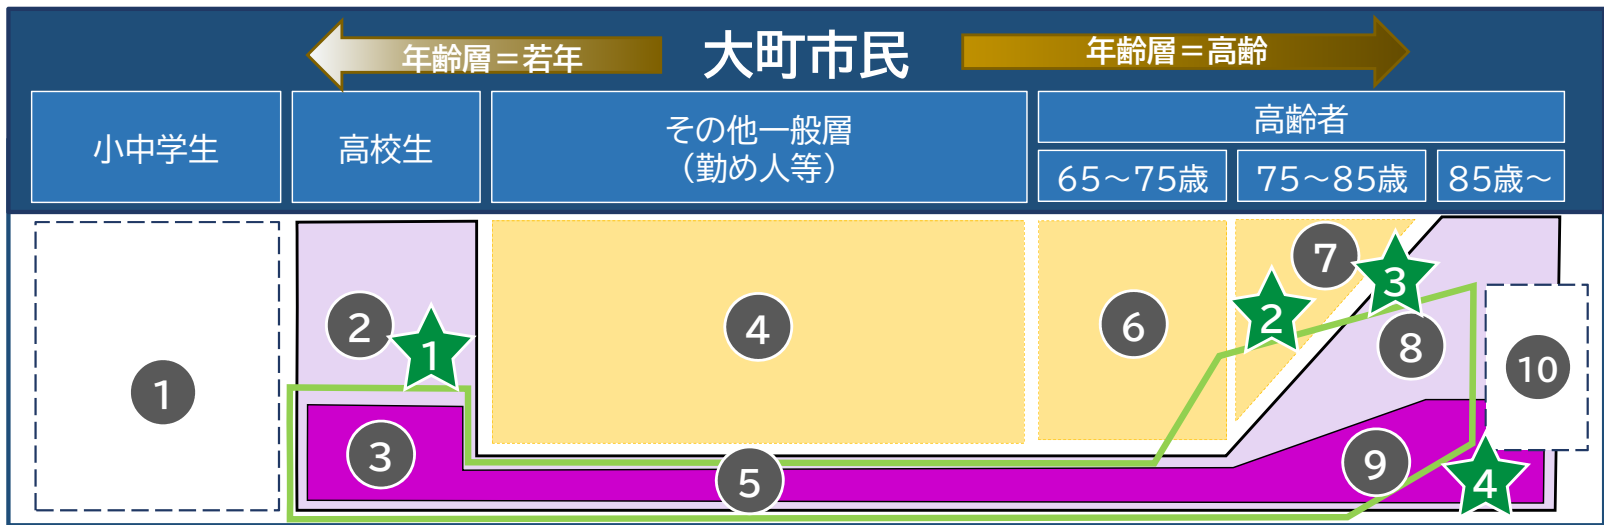 大町市民
年齢層＝若年
年齢層＝高齢
小中学生
高校生
その他一般層
（勤め人等）
高齢者
65～75歳
75～85歳
85歳～
1
2
1
3
4
5
6
7
2
3
8
9
10
4